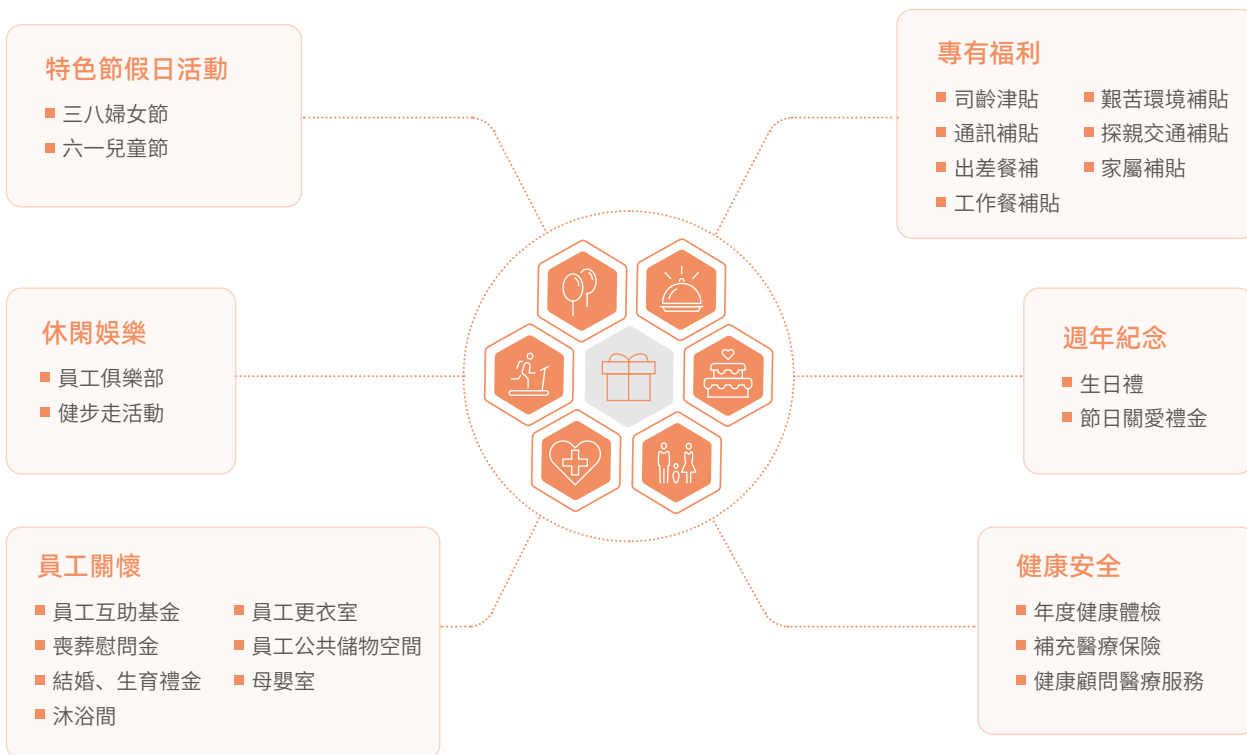 特色節假日活動
三八婦女節
六一兒童節
專有福利
司齡津貼
通訊補貼
出差餐補
工作餐補貼
艱苦環境補貼
探親交通補貼
家屬補貼
休閑娛樂
員工俱樂部
健步走活動
週年紀念
生日禮
節日關愛禮金
員工關懷
員工互助基金
喪葬慰問金
結婚、生育禮金
沐浴間
員工更衣室
員工公共儲物空間
母嬰室
健康安全
年度健康體檢
補充醫療保險
健康顧問醫療服務